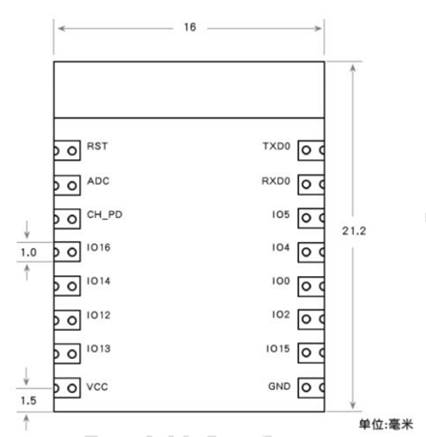 16
RST TXD0
ADC RXD0
CH_PD IO5
21.2
IO16 IO4
1.0
IO14 IO0
IO12 IO2
IO13 IO15
VCC GND
1.5
单位:毫米